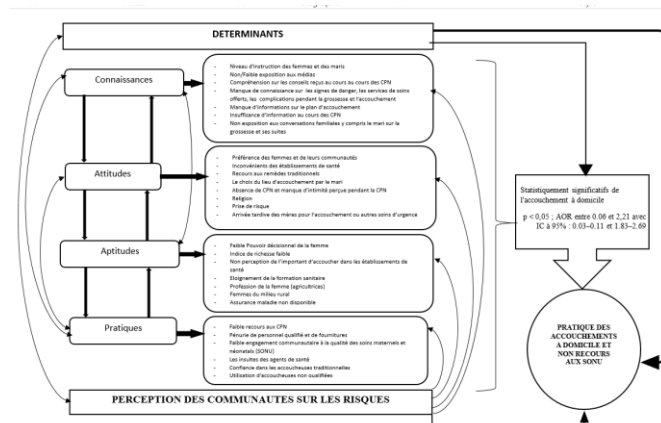 DETERMINANTS
Connaissances
- Niveau d'instruction des femmes et des maris
- Non/Faible exposition aux médias
- Compréhension sur les conseils reçus au cours au cours des CPN
- Manque de connaissance sur les signes de danger, les services de soins
offerts, les complications pendant la grossesse et l'accouchement
- Manque d'informations sur le plan d'accouchement
- Insufficance d'information au cours des CPN
- Non exposition aux conversations familiales y compris le mari sur la
grossesse et ses suites
Attitudes
- Préférence des femmes et de leurs communautés
- Inconvénients des établissements de santé
- Recours aux remèdes traditionnels
- Le choix du lieu d'accouchement par le mari
- Absence de CPN et manque d'intimité perçue pendant la CPN
- Religion
- Prise de risque
- Arrivée tardive des mères pour l'accouchement ou autres soins d'urgence
Aptitudes
- Faible Pouvoir décisionnel de la femme
- Indice de richesse faible
- Non perception de l'important d'accoucher dans les établissements de
santé
- Eloignement de la formation sanitaire
- Profession de la femme (agricultrices)
- Femmes du milieu rural
- Assurance maladie non disponible
Pratiques
- Faible recours aux CPN
- Pénurie de personnel qualifié et de fournitures
- Faible engagement communautaire à la qualité des soins maternels et
néonatels (SONU)
- Les insultes des agents de santé
- Confiance dans les accoucheuses traditionnelles
- Utilisation d'accoucheuses non qualifiées
PERCEPTION DES COMMUNAUTES SUR LES RISQUES
Statistiquement significatifs de
l'accouchement à domicile
p < 0,05 ; AOR entre 0.06 et 2,21 avec
IC à 95% : 0.03–0.11 et 1.83–2.69
PRATIQUE DES
ACCOUCHEMENTS
A DOMICILE ET
NON RECOURS
AUX SONU